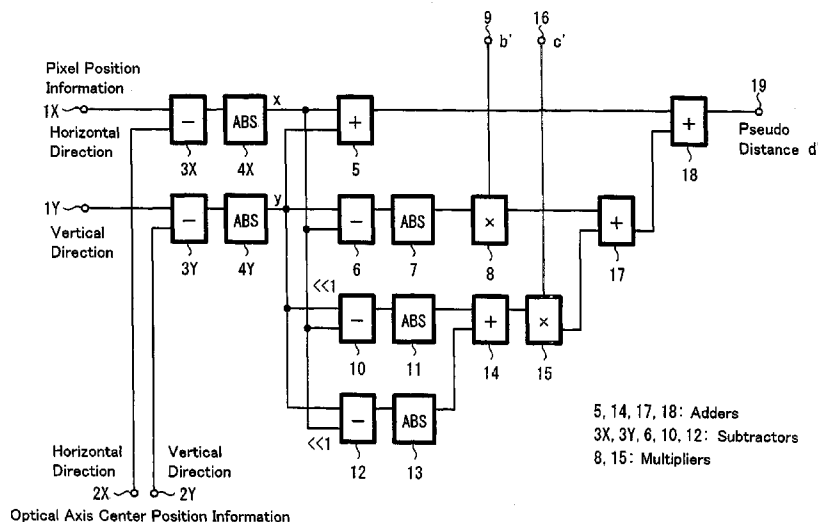 9
16
b'
c'
Pixel Position
Information
1X
Horizontal
Direction
−
3X
ABS
4X
x
+
5
+
18
19
Pseudo
Distance d'
1Y
Vertical
Direction
−
3Y
ABS
4Y
y
−
6
ABS
7
×
8
+
17
<<1
−
10
ABS
11
+
14
×
15
−
12
ABS
13
<<1
5, 14, 17, 18: Adders
3X, 3Y, 6, 10, 12: Subtractors
8, 15: Multipliers
Horizontal
Direction
2X
Vertical
Direction
2Y
Optical Axis Center Position Information